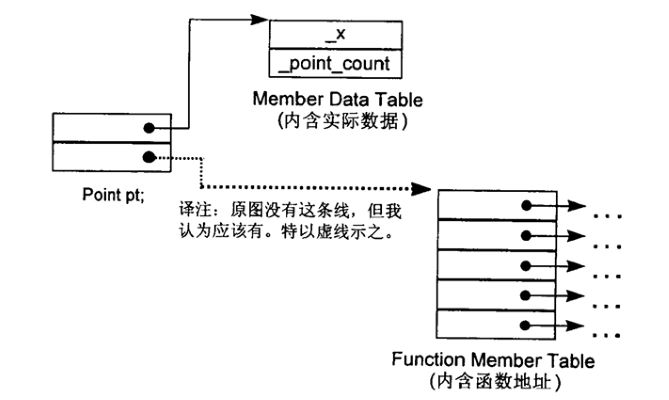 _x
_point_count
Member Data Table
(内含实际数据)
Point pt;
译注：原图没有这条线，但我
认为应该有。特以虚线示之。
...
...
...
...
...
Function Member Table
(内含函数地址)